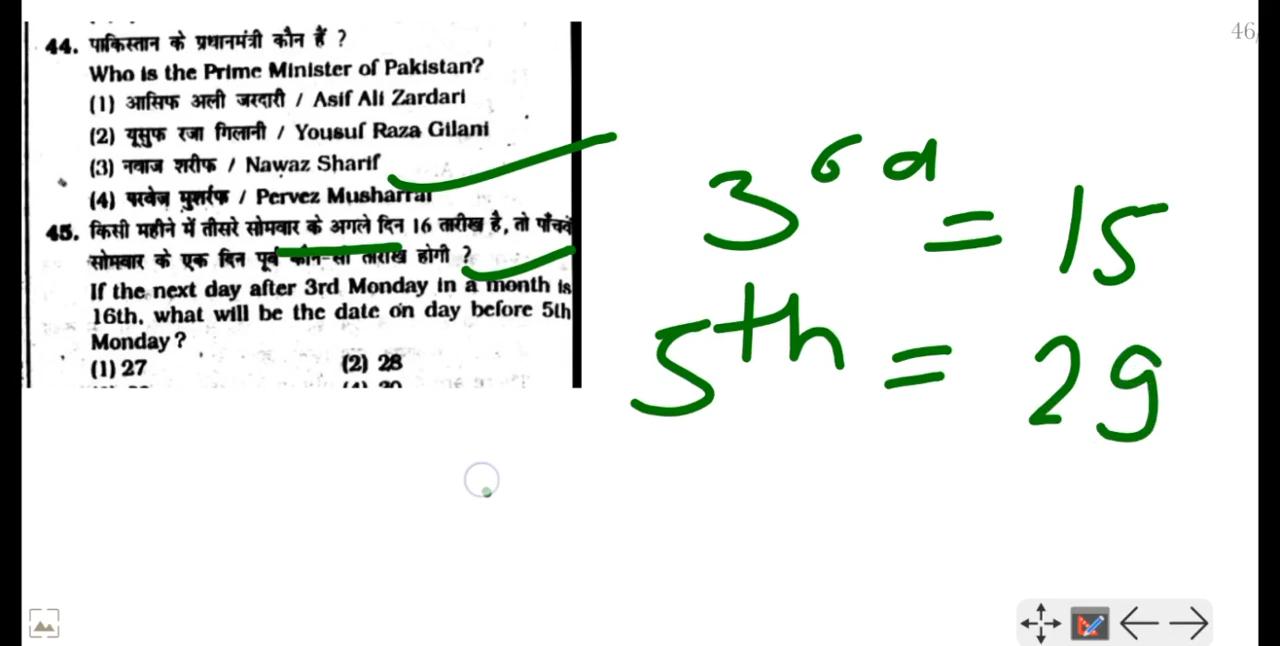 44. पाकिस्तान के प्रधानमंत्री कौन हैं ?
Who is the Prime Minister of Pakistan?
(1) आसिफ अली जरदारी / Asif Ali Zardari
(2) यूसुफ रजा गिलानी / Yousuf Raza Gilani
(3) नवाज शरीफ / Nawaz Sharif
(4) परवेज मुशर्रफ / Pervez Musharraf
45. किसी महीने में तीसरे सोमवार के अगले दिन 16 तारीख है, तो पाँचवें
सोमवार के एक दिन पूर्व कौन-सी तारीख होगी ?
If the next day after 3rd Monday in a month is
16th, what will be the date on day before 5th
Monday ?
(1) 27 (2) 28
46
3rd = 15
5th = 29